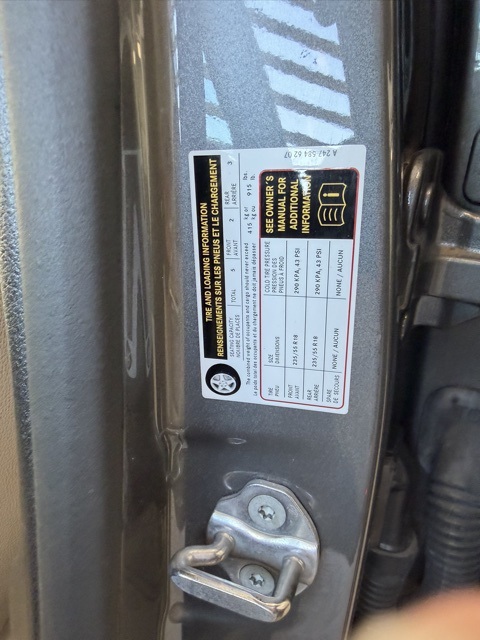 TIRE AND LOADING INFORMATION
RENSEIGNEMENTS SUR LES PNEUS ET LE CHARGEMENT
SEATING CAPACITY
NOMBRE DE PLACES
TOTAL 5
FRONT
AVANT
2
REAR
ARRIÈRE
3
The combined weight of occupants and cargo should never exceed 415 kg or 915 lbs.
Le poids total des occupants et du chargement ne doit jamais dépasser 415 kg ou 915 lb.
TIRE
PNEU
SIZE
DIMENSIONS
COLD TIRE PRESSURE
PRESSION DES
PNEUS A FROID
FRONT
AVANT
235/55 R18
290 KPA, 43 PSI
REAR
ARRIÈRE
235/55 R18
290 KPA, 43 PSI
SPARE
DE SECOURS
NONE / AUCUN
NONE / AUCUN
SEE OWNER'S
MANUAL FOR
ADDITIONAL
INFORMATION
A 247 584 62 07